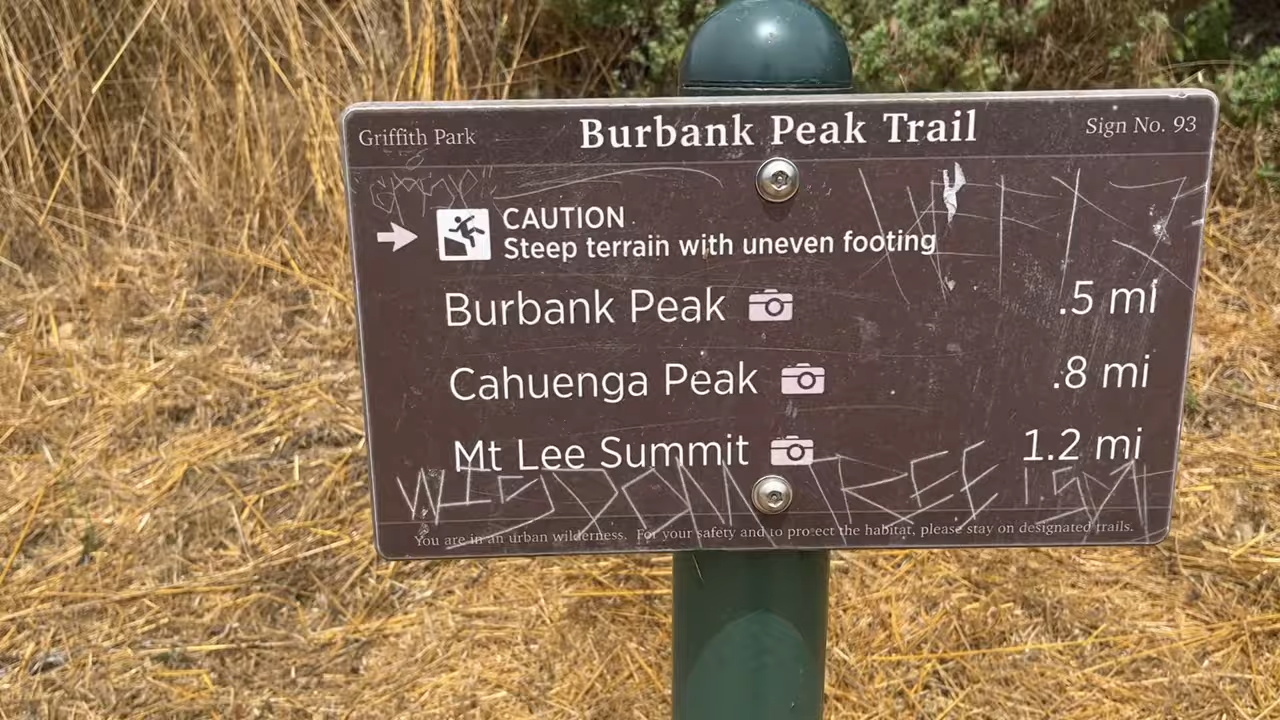 Griffith Park Burbank Peak Trail Sign No. 93
CAUTION
Steep terrain with uneven footing
Burbank Peak .5 mi
Cahuenga Peak .8 mi
Mt Lee Summit 1.2 mi
WISDOM TREE
You are in an urban wilderness. For your safety and to protect the habitat, please stay on designated trails.